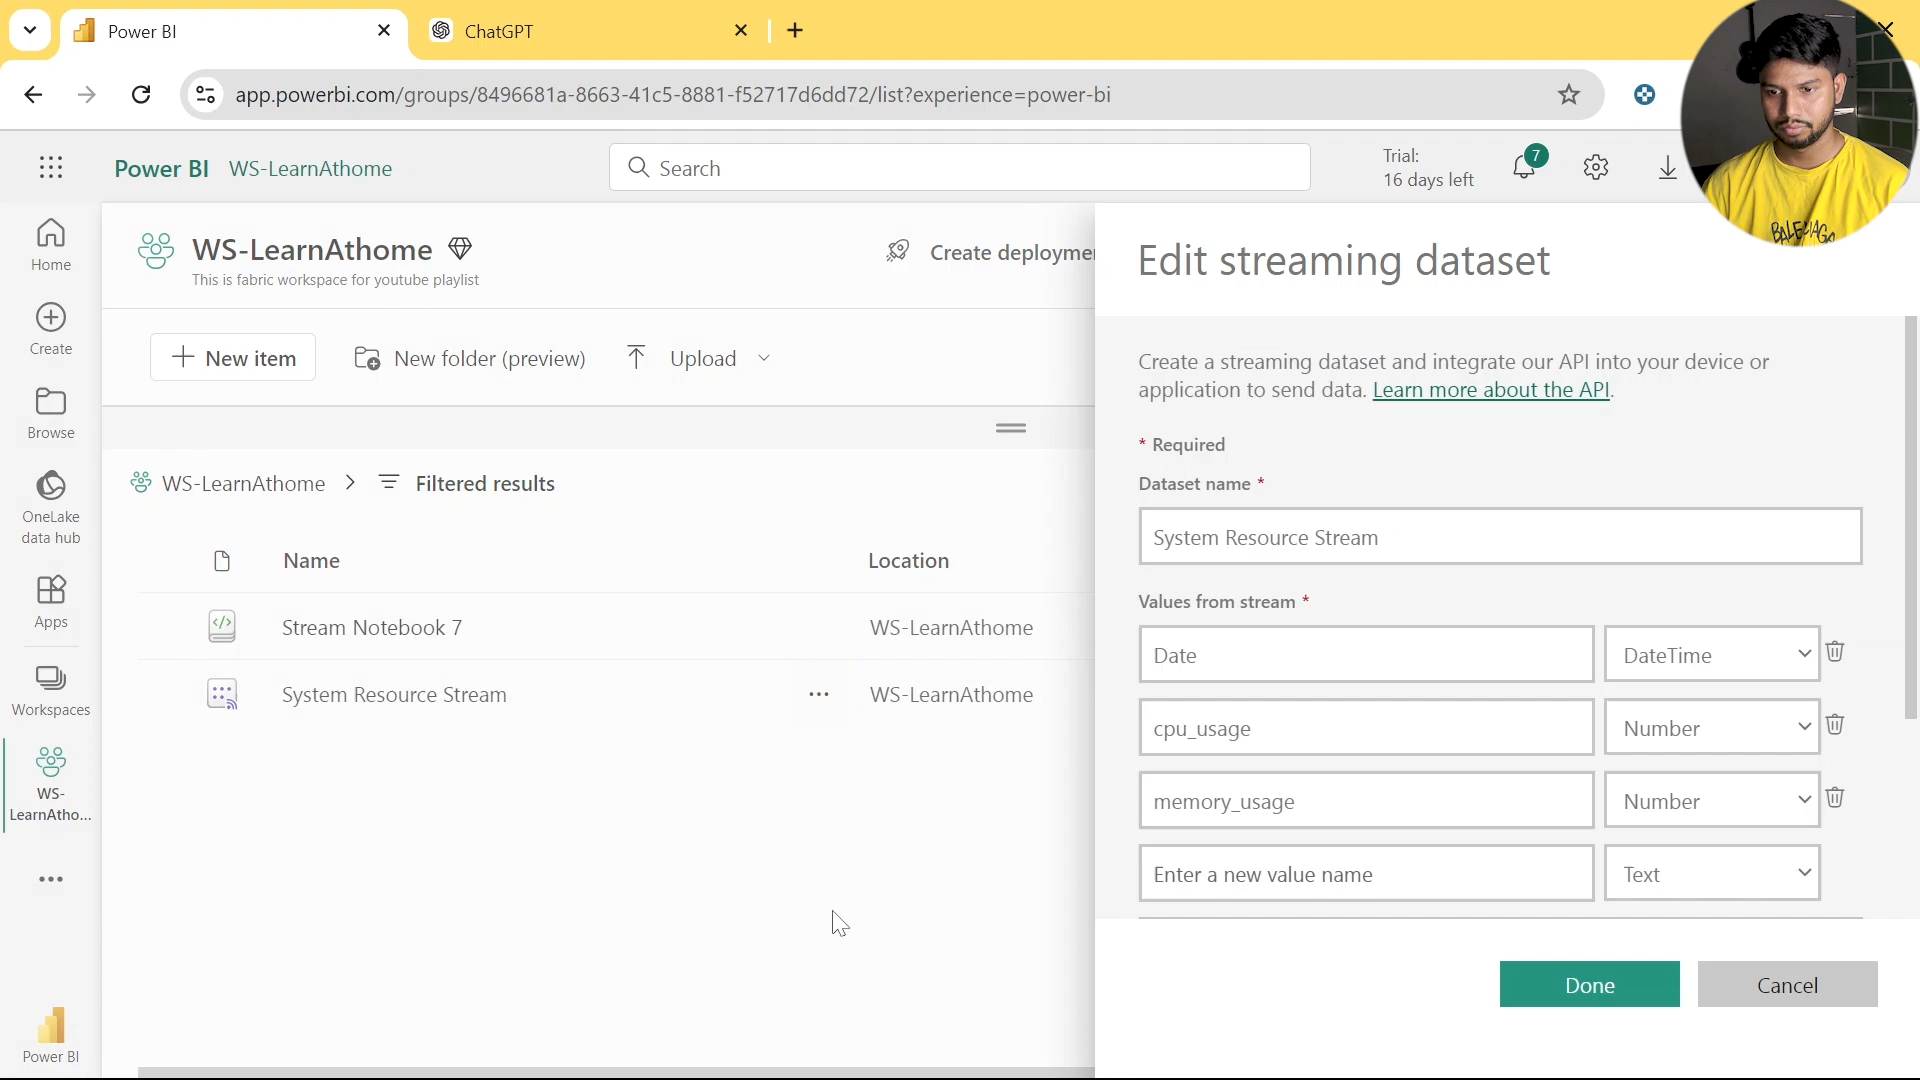 Power BI
ChatGPT
app.powerbi.com/groups/8496681a-8663-41c5-8881-f52717d6dd72/list?experience=power-bi
Power BI WS-LearnAthome
Search
Trial:
16 days left
7
Home
Create
Browse
OneLake
data hub
Apps
Workspaces
WS-
LearnAtho...
Power BI
WS-LearnAthome
This is fabric workspace for youtube playlist
New item
New folder (preview)
Upload
WS-LearnAthome
Filtered results
Name
Location
Stream Notebook 7
WS-LearnAthome
System Resource Stream
WS-LearnAthome
Edit streaming dataset
Create a streaming dataset and integrate our API into your device or
application to send data. Learn more about the API.
* Required
Dataset name *
System Resource Stream
Values from stream *
Date
DateTime
cpu_usage
Number
memory_usage
Number
Enter a new value name
Text
Done
Cancel